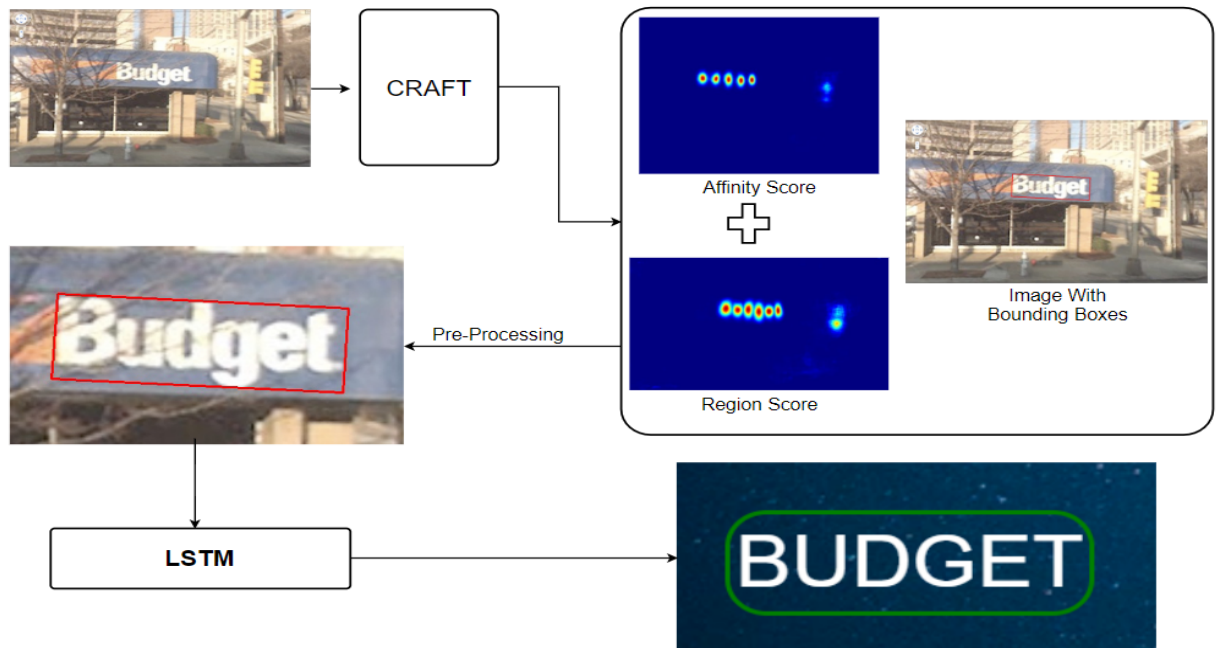 Budget
CRAFT
Affinity Score
Budget
Image With
Bounding Boxes
Region Score
Pre-Processing
Budget
LSTM
BUDGET